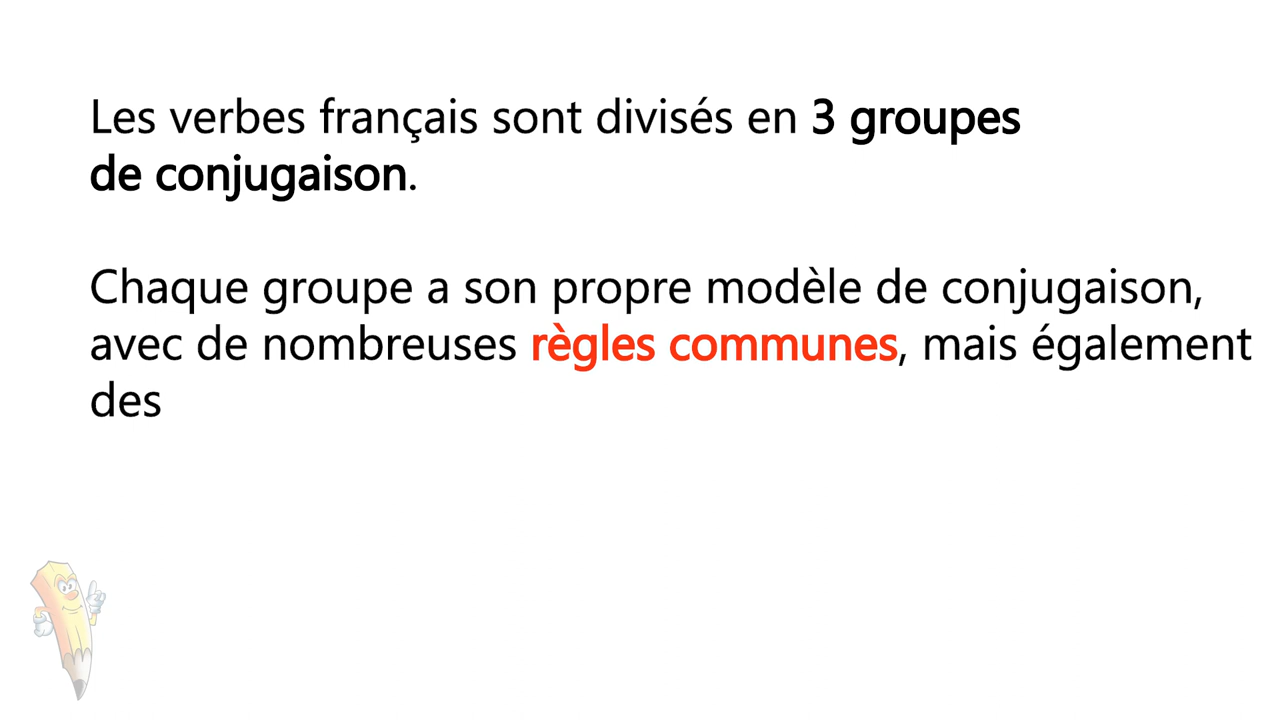 Les verbes français sont divisés en 3 groupes
de conjugaison.
Chaque groupe a son propre modèle de conjugaison,
avec de nombreuses règles communes, mais également
des